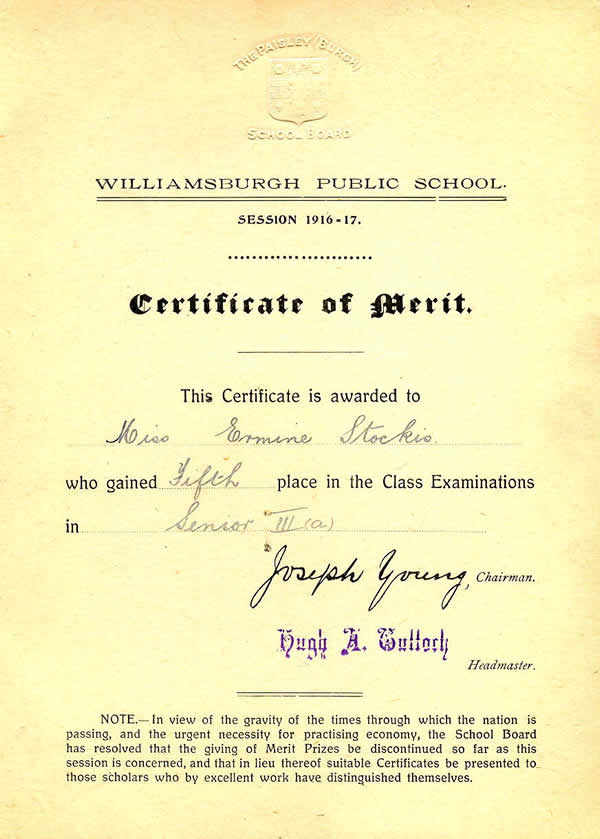 THE PAISLEY (BURGH)
SCHOOL BOARD
WILLIAMSBURGH PUBLIC SCHOOL.
SESSION 1916-17.
Certificate of Merit.
This Certificate is awarded to
Miss Ermine Stockis.
who gained Fifth place in the Class Examinations
in Senior III (a)
Joseph Young, Chairman.
Hugh A. Tulloch
Headmaster.
NOTE.—In view of the gravity of the times through which the nation is
passing, and the urgent necessity for practising economy, the School Board
has resolved that the giving of Merit Prizes be discontinued so far as this
session is concerned, and that in lieu thereof suitable Certificates be presented to
those scholars who by excellent work have distinguished themselves.